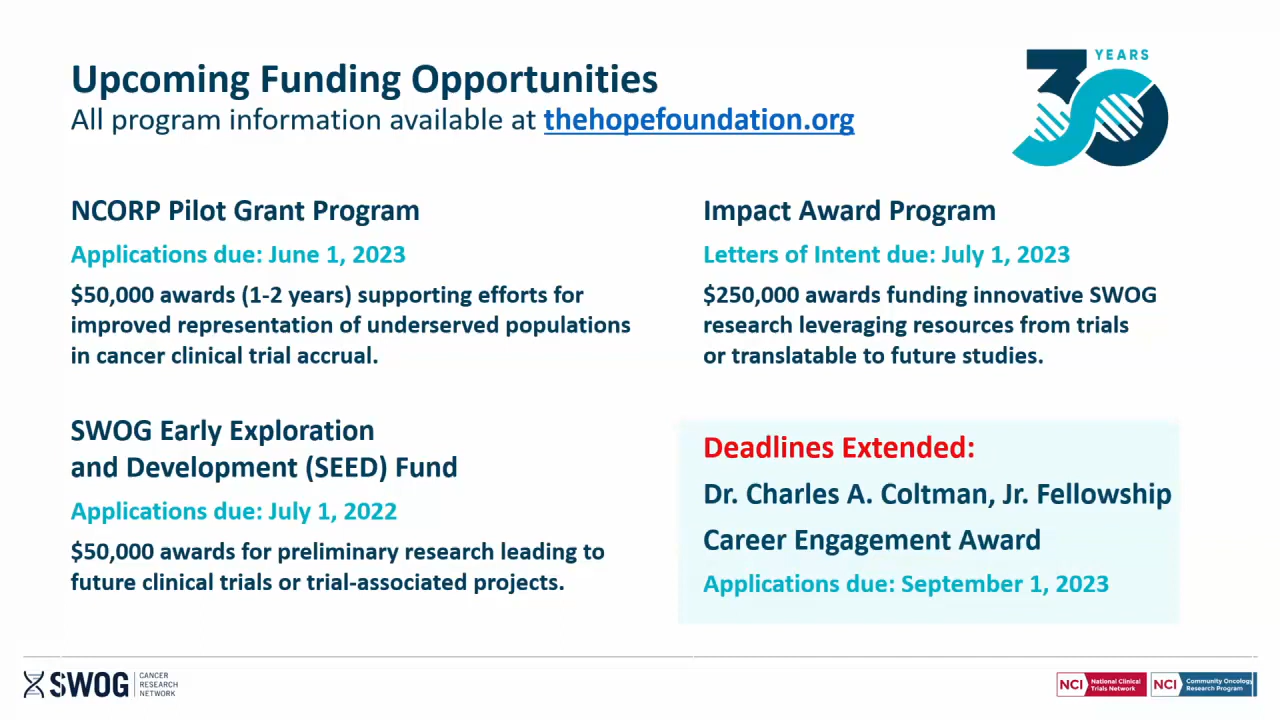 Upcoming Funding Opportunities
All program information available at thehopefoundation.org
30 YEARS
NCORP Pilot Grant Program
Applications due: June 1, 2023
$50,000 awards (1-2 years) supporting efforts for
improved representation of underserved populations
in cancer clinical trial accrual.
Impact Award Program
Letters of Intent due: July 1, 2023
$250,000 awards funding innovative SWOG
research leveraging resources from trials
or translatable to future studies.
SWOG Early Exploration
and Development (SEED) Fund
Applications due: July 1, 2022
$50,000 awards for preliminary research leading to
future clinical trials or trial-associated projects.
Deadlines Extended:
Dr. Charles A. Coltman, Jr. Fellowship
Career Engagement Award
Applications due: September 1, 2023
SWOG
CANCER
RESEARCH
NETWORK
NCI
National Clinical
Trials Network
NCI
Community Oncology
Research Program